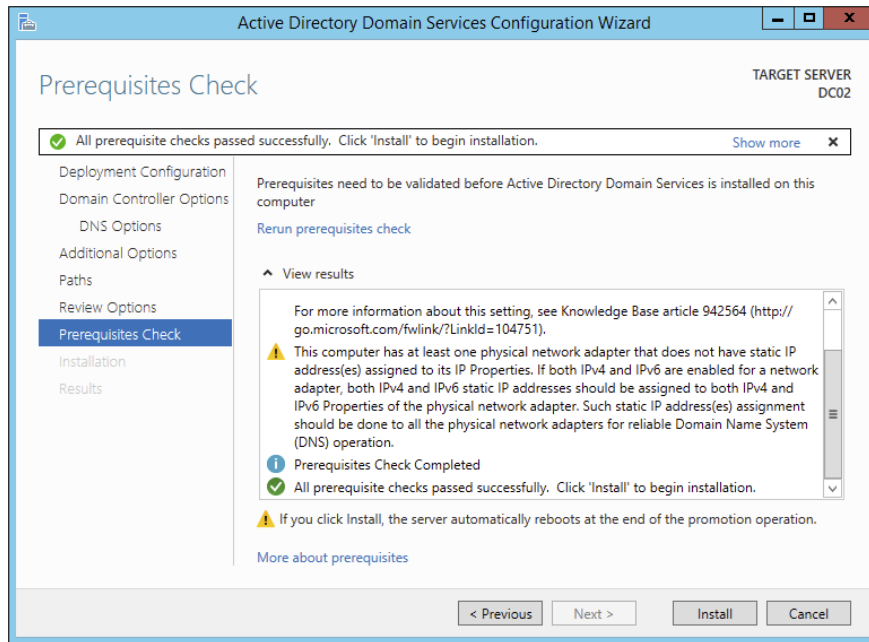 Active Directory Domain Services Configuration Wizard
Prerequisites Check
TARGET SERVER
DC02
All prerequisite checks passed successfully. Click 'Install' to begin installation.
Show more
Deployment Configuration
Domain Controller Options
DNS Options
Additional Options
Paths
Review Options
Prerequisites Check
Installation
Results
Prerequisites need to be validated before Active Directory Domain Services is installed on this
computer
Rerun prerequisites check
View results
For more information about this setting, see Knowledge Base article 942564 (http://
go.microsoft.com/fwlink/?LinkId=104751).
This computer has at least one physical network adapter that does not have static IP
address(es) assigned to its IP Properties. If both IPv4 and IPv6 are enabled for a network
adapter, both IPv4 and IPv6 static IP addresses should be assigned to both IPv4 and
IPv6 Properties of the physical network adapter. Such static IP address(es) assignment
should be done to all the physical network adapters for reliable Domain Name System
(DNS) operation.
Prerequisites Check Completed
All prerequisite checks passed successfully. Click 'Install' to begin installation.
If you click Install, the server automatically reboots at the end of the promotion operation.
More about prerequisites
< Previous
Next >
Install
Cancel